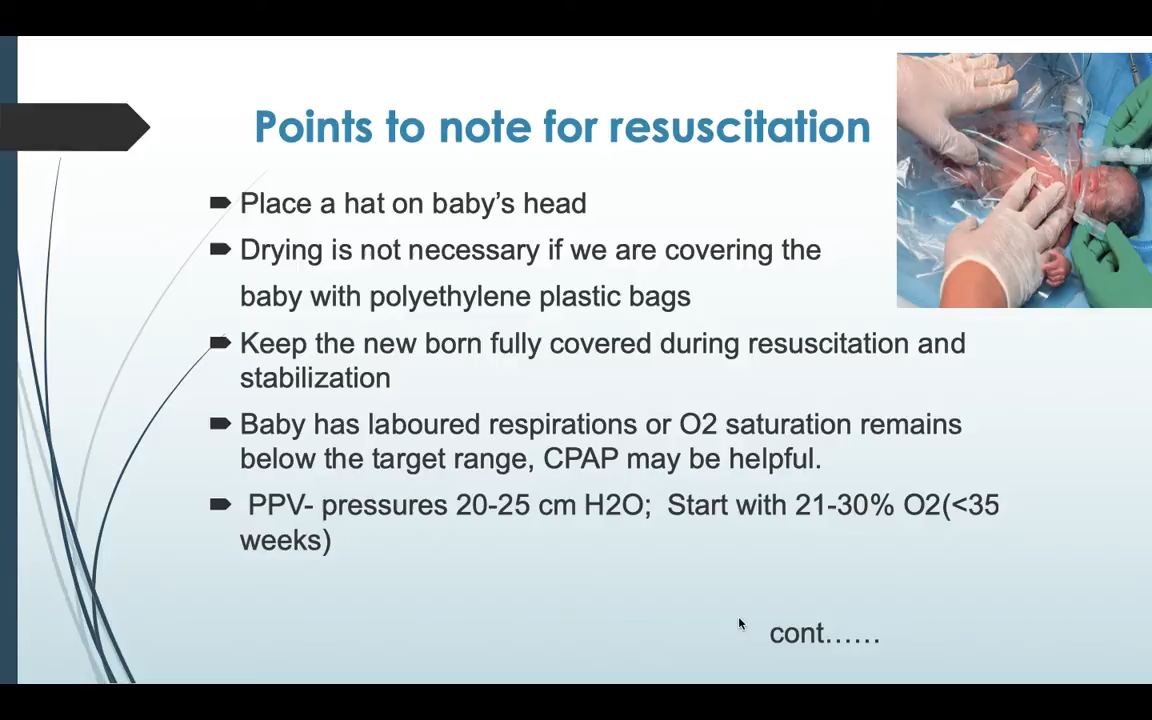 Points to note for resuscitation
Place a hat on baby’s head
Drying is not necessary if we are covering the
baby with polyethylene plastic bags
Keep the new born fully covered during resuscitation and
stabilization
Baby has laboured respirations or O2 saturation remains
below the target range, CPAP may be helpful.
PPV- pressures 20-25 cm H2O;  Start with 21-30% O2(<35
weeks)
cont……